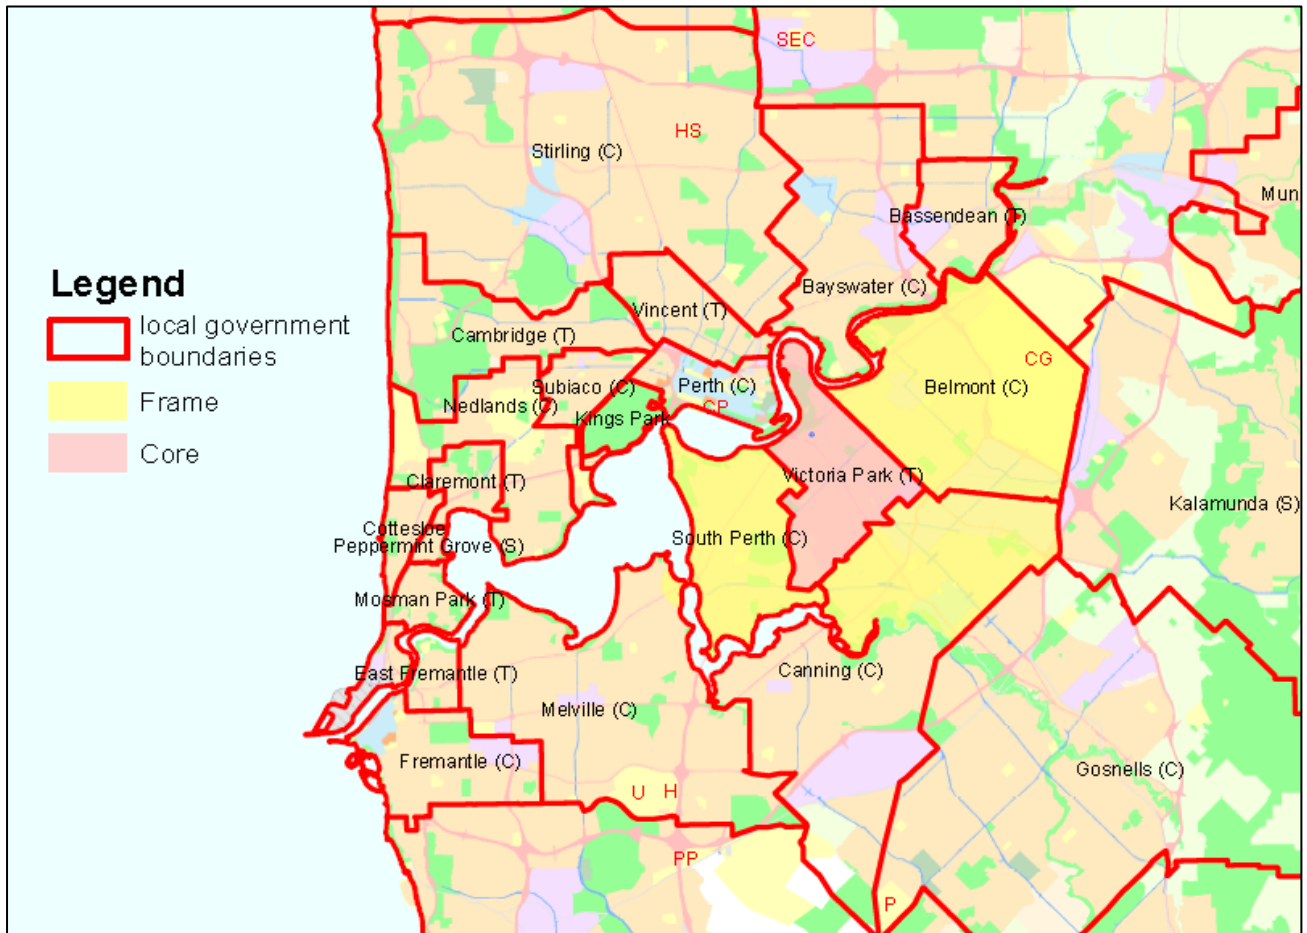 SEC
HS
Stirling (C)
Mun
Bassendean (T)
Legend
local government
boundaries
Frame
Core
Bayswater (C)
Vincent (T)
Cambridge (T)
CG
Subiaco (C)
Perth (C)
Belmont (C)
Nedlands (C)
CP
Kings Park
Claremont (T)
Victoria Park (T)
Kalamunda (S)
Cottesloe
Peppermint Grove (S)
South Perth (C)
Mosman Park (T)
East Fremantle (T)
Canning (C)
Melville (C)
Fremantle (C)
Gosnells (C)
U H
PP
P